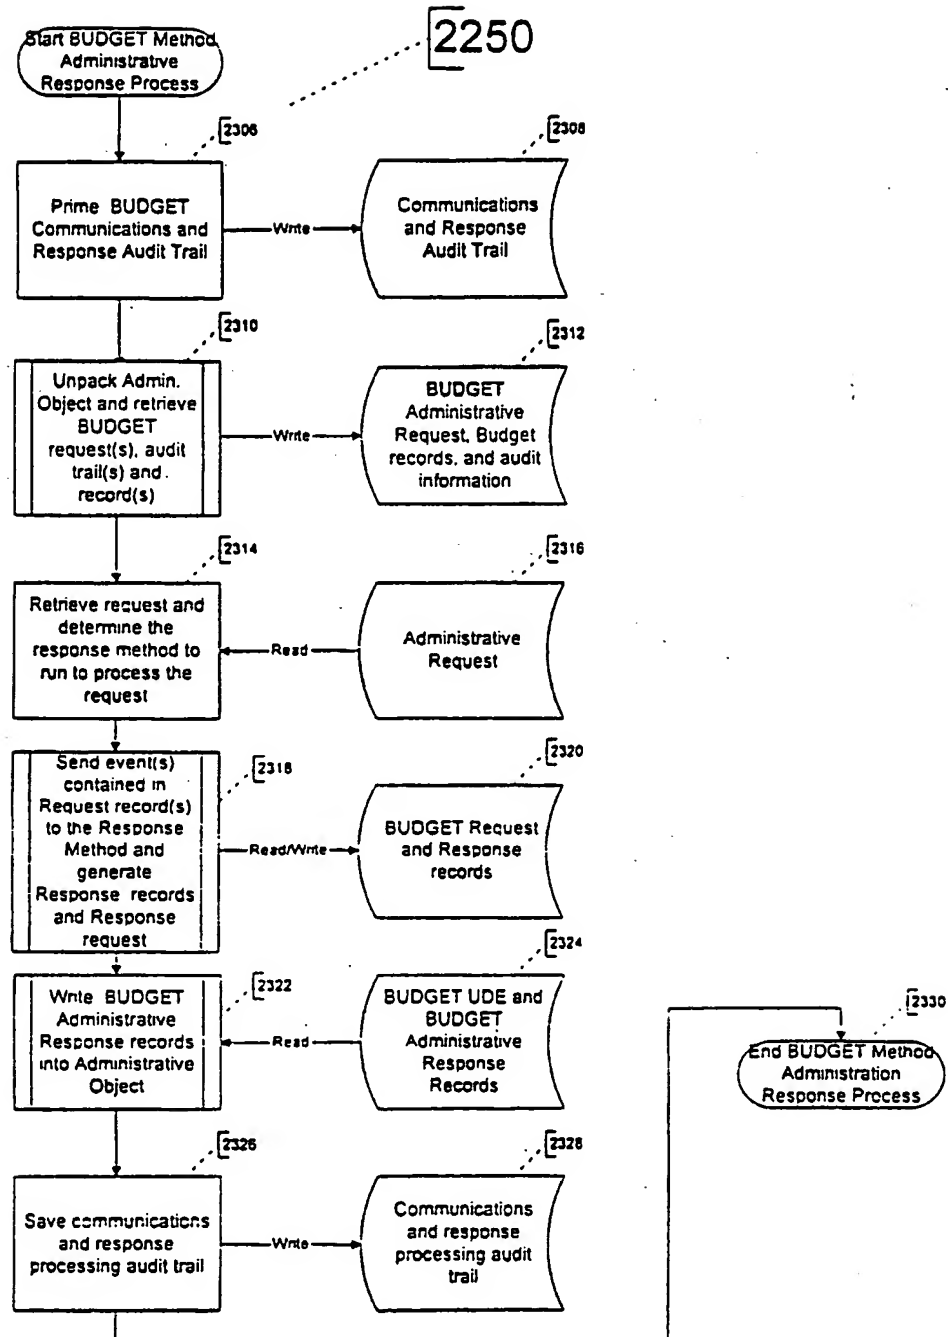 Start BUDGET Method
Administrative
Response Process
2250
2306
2308
Prime BUDGET
Communications and
Response Audit Trail
Write
Communications
and Response
Audit Trail
2310
2312
Unpack Admin.
Object and retrieve
BUDGET
request(s), audit
trail(s) and
record(s)
Write
BUDGET
Administrative
Request, Budget
records, and audit
information
2314
2316
Retrieve request and
determine the
response method to
run to process the
request
Read
Administrative
Request
2318
2320
Send event(s)
contained in
Request record(s)
to the Response
Method and
generate
Response records
and Response
request
Read/Write
BUDGET Request
and Response
records
2322
2324
Write BUDGET
Administrative
Response records
into Administrative
Object
Read
BUDGET UDE and
BUDGET
Administrative
Response
Records
2330
End BUDGET Method
Administration
Response Process
2326
2328
Save communications
and response
processing audit trail
Write
Communications
and response
processing audit
trail